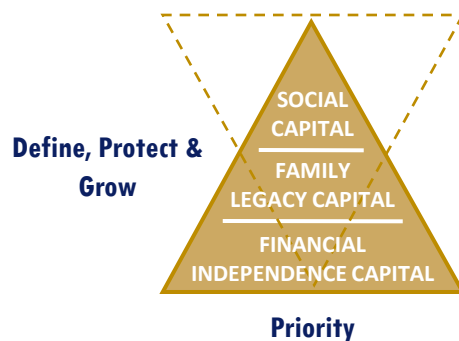 SOCIAL
CAPITAL
Define, Protect &
Grow
FAMILY
LEGACY CAPITAL
FINANCIAL
INDEPENDENCE CAPITAL
Priority